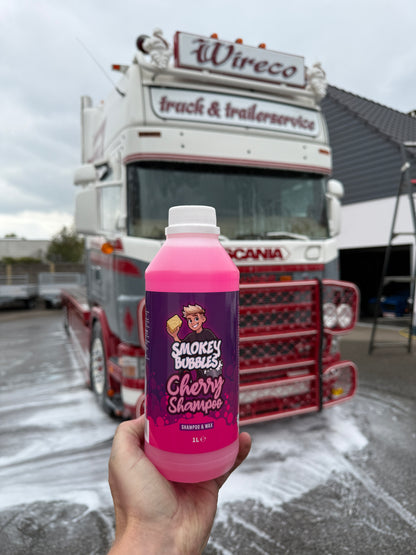 Wireco
truck & trailerservice
SCANIA
SMOKEY
BUBBLES
Cherry
Shampoo
SHAMPOO & WAX
1L ℮